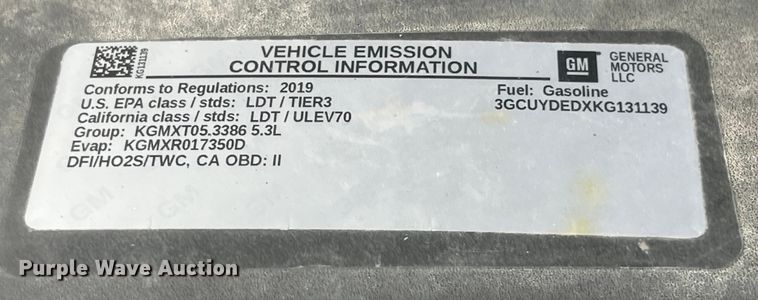 KG131139
VEHICLE EMISSION
CONTROL INFORMATION
GM
GENERAL
MOTORS
LLC
Conforms to Regulations: 2019
U.S. EPA class / stds: LDT / TIER3
California class / stds: LDT / ULEV70
Group: KGMXT05.3386 5.3L
Evap: KGMXR017350D
DFI/HO2S/TWC, CA OBD: II
Fuel: Gasoline
3GCUYDEDXKG131139
Purple Wave Auction